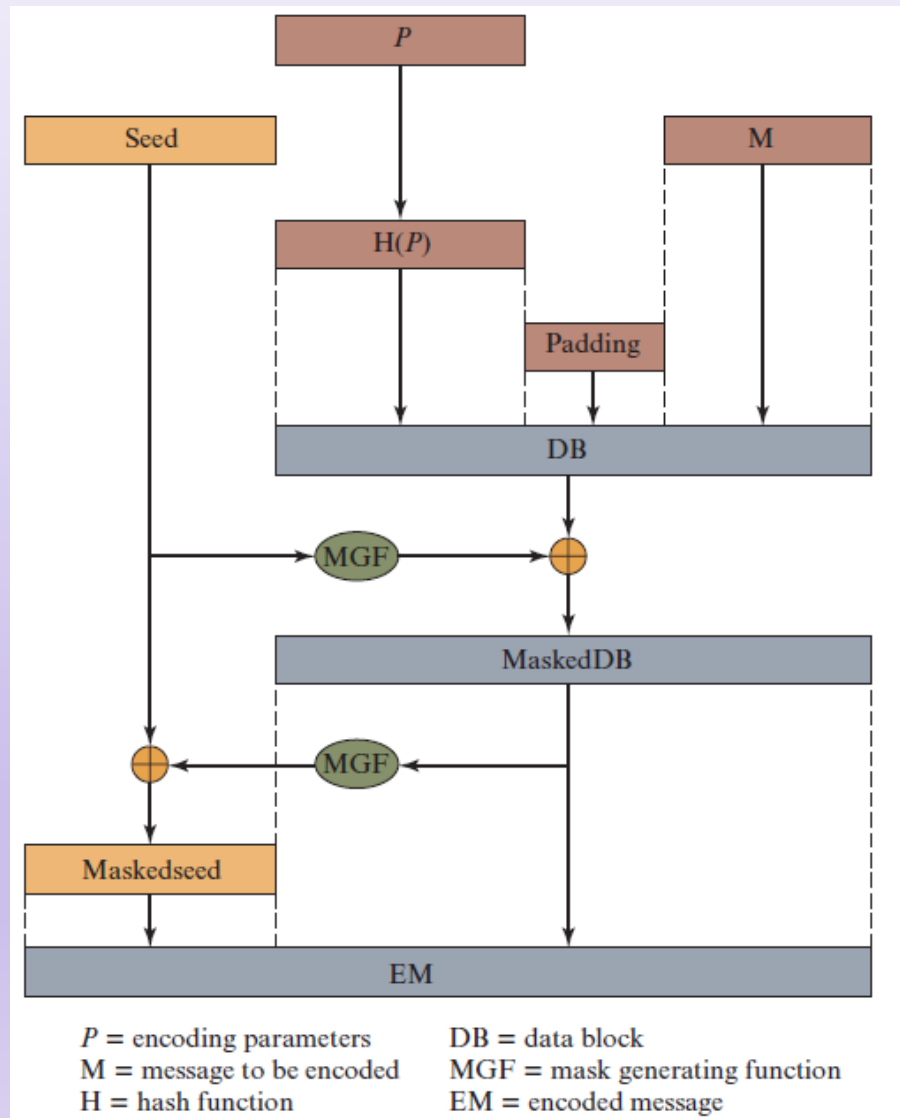 P
Seed
M
H(P)
Padding
DB
MGF
MaskedDB
MGF
Maskedseed
EM
P = encoding parameters
M = message to be encoded
H = hash function
DB = data block
MGF = mask generating function
EM = encoded message